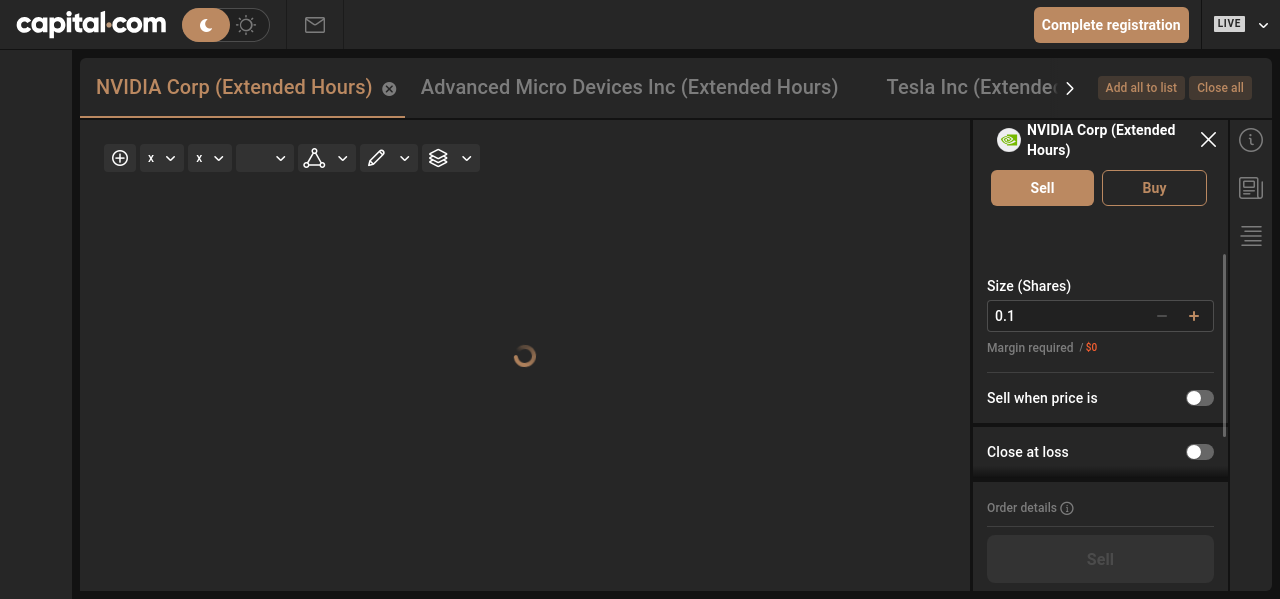 capital.com
Complete registration
LIVE
NVIDIA Corp (Extended Hours)
Advanced Micro Devices Inc (Extended Hours)
Tesla Inc (Extended
Add all to list
Close all
x
x
NVIDIA Corp (Extended
Hours)
Sell
Buy
Size (Shares)
0.1
Margin required / $0
Sell when price is
Close at loss
Order details
Sell